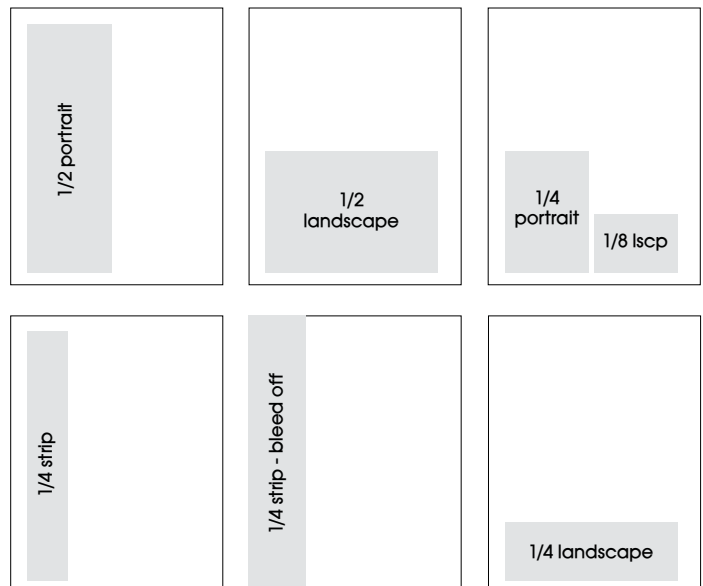 1/2 portrait
1/2
landscape
1/4
portrait
1/8 lscp
1/4 strip
1/4 strip - bleed off
1/4 landscape